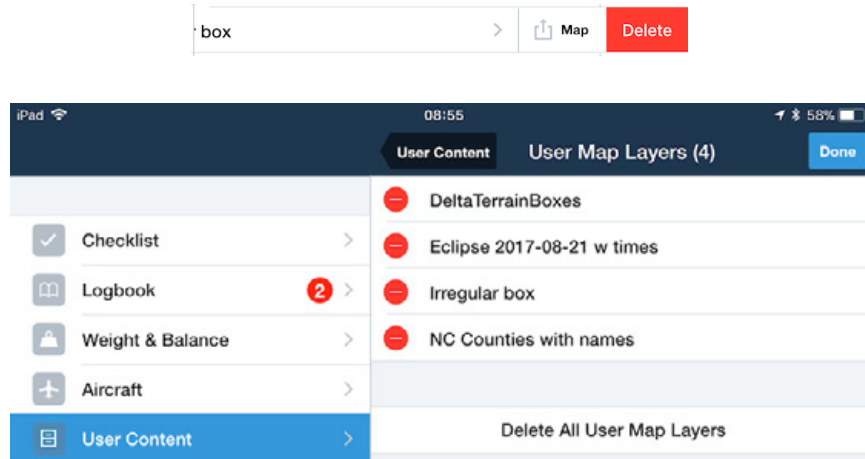 box Map Delete
iPad 08:55 58%
User Content User Map Layers (4) Done
DeltaTerrainBoxes
Checklist
Eclipse 2017-08-21 w times
Logbook 2
Irregular box
Weight & Balance
NC Counties with names
Aircraft
User Content
Delete All User Map Layers